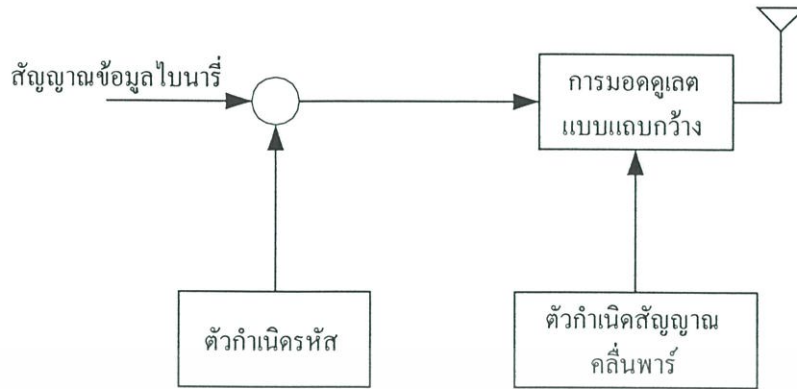 สัญญาณข้อมูลไบนารี่
การมอดดูเลต
แบบแถบกว้าง
ตัวกำเนิดรหัส
ตัวกำเนิดสัญญาณ
คลื่นพาร์